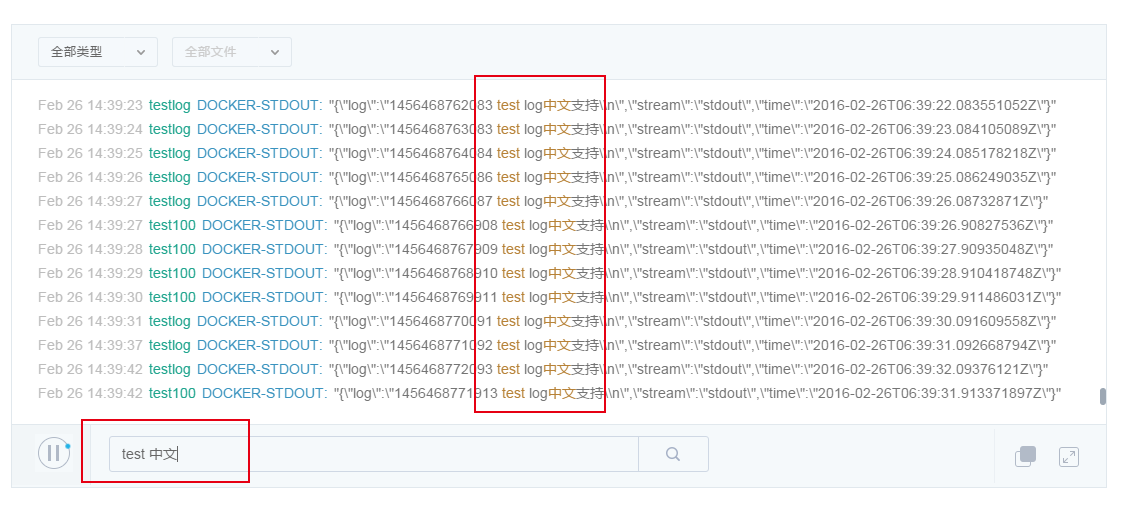 全部类型 全部文件
Feb 26 14:39:23 testlog DOCKER-STDOUT: "{\"log\":\"1456468762083 test log中文支持\\n\",\"stream\":\"stdout\",\"time\":\"2016-02-26T06:39:22.083551052Z\"}"
Feb 26 14:39:24 testlog DOCKER-STDOUT: "{\"log\":\"1456468763083 test log中文支持\\n\",\"stream\":\"stdout\",\"time\":\"2016-02-26T06:39:23.084105089Z\"}"
Feb 26 14:39:25 testlog DOCKER-STDOUT: "{\"log\":\"1456468764084 test log中文支持\\n\",\"stream\":\"stdout\",\"time\":\"2016-02-26T06:39:24.085178218Z\"}"
Feb 26 14:39:26 testlog DOCKER-STDOUT: "{\"log\":\"1456468765086 test log中文支持\\n\",\"stream\":\"stdout\",\"time\":\"2016-02-26T06:39:25.086249035Z\"}"
Feb 26 14:39:27 testlog DOCKER-STDOUT: "{\"log\":\"1456468766087 test log中文支持\\n\",\"stream\":\"stdout\",\"time\":\"2016-02-26T06:39:26.08732871Z\"}"
Feb 26 14:39:27 test100 DOCKER-STDOUT: "{\"log\":\"1456468766908 test log中文支持\\n\",\"stream\":\"stdout\",\"time\":\"2016-02-26T06:39:26.90827536Z\"}"
Feb 26 14:39:28 test100 DOCKER-STDOUT: "{\"log\":\"1456468767909 test log中文支持\\n\",\"stream\":\"stdout\",\"time\":\"2016-02-26T06:39:27.90935048Z\"}"
Feb 26 14:39:29 test100 DOCKER-STDOUT: "{\"log\":\"1456468768910 test log中文支持\\n\",\"stream\":\"stdout\",\"time\":\"2016-02-26T06:39:28.910418748Z\"}"
Feb 26 14:39:30 test100 DOCKER-STDOUT: "{\"log\":\"1456468769911 test log中文支持\\n\",\"stream\":\"stdout\",\"time\":\"2016-02-26T06:39:29.911486031Z\"}"
Feb 26 14:39:31 testlog DOCKER-STDOUT: "{\"log\":\"1456468770091 test log中文支持\\n\",\"stream\":\"stdout\",\"time\":\"2016-02-26T06:39:30.091609558Z\"}"
Feb 26 14:39:37 testlog DOCKER-STDOUT: "{\"log\":\"1456468771092 test log中文支持\\n\",\"stream\":\"stdout\",\"time\":\"2016-02-26T06:39:31.092668794Z\"}"
Feb 26 14:39:42 testlog DOCKER-STDOUT: "{\"log\":\"1456468772093 test log中文支持\\n\",\"stream\":\"stdout\",\"time\":\"2016-02-26T06:39:32.09376121Z\"}"
Feb 26 14:39:42 test100 DOCKER-STDOUT: "{\"log\":\"1456468771913 test log中文支持\\n\",\"stream\":\"stdout\",\"time\":\"2016-02-26T06:39:31.913371897Z\"}"
test 中文